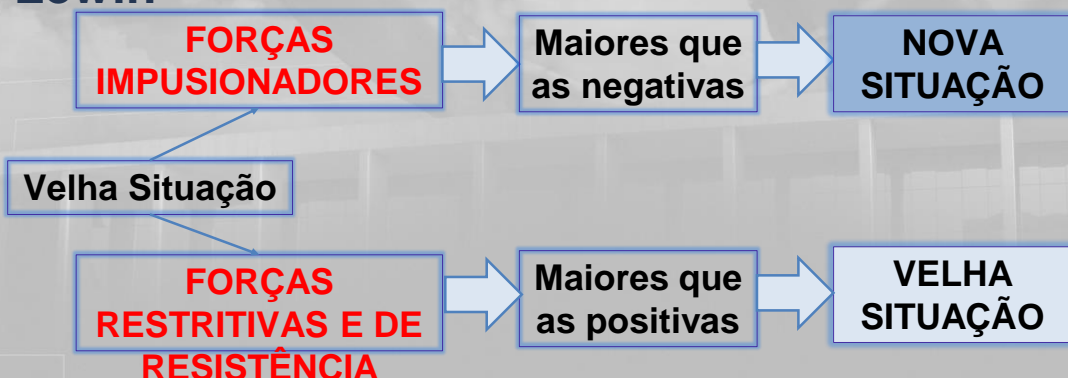 Lewin
FORÇAS
IMPUSIONADORES
Maiores que
as negativas
NOVA
SITUAÇÃO
Velha Situação
FORÇAS
RESTRITIVAS E DE
RESISTÊNCIA
Maiores que
as positivas
VELHA
SITUAÇÃO